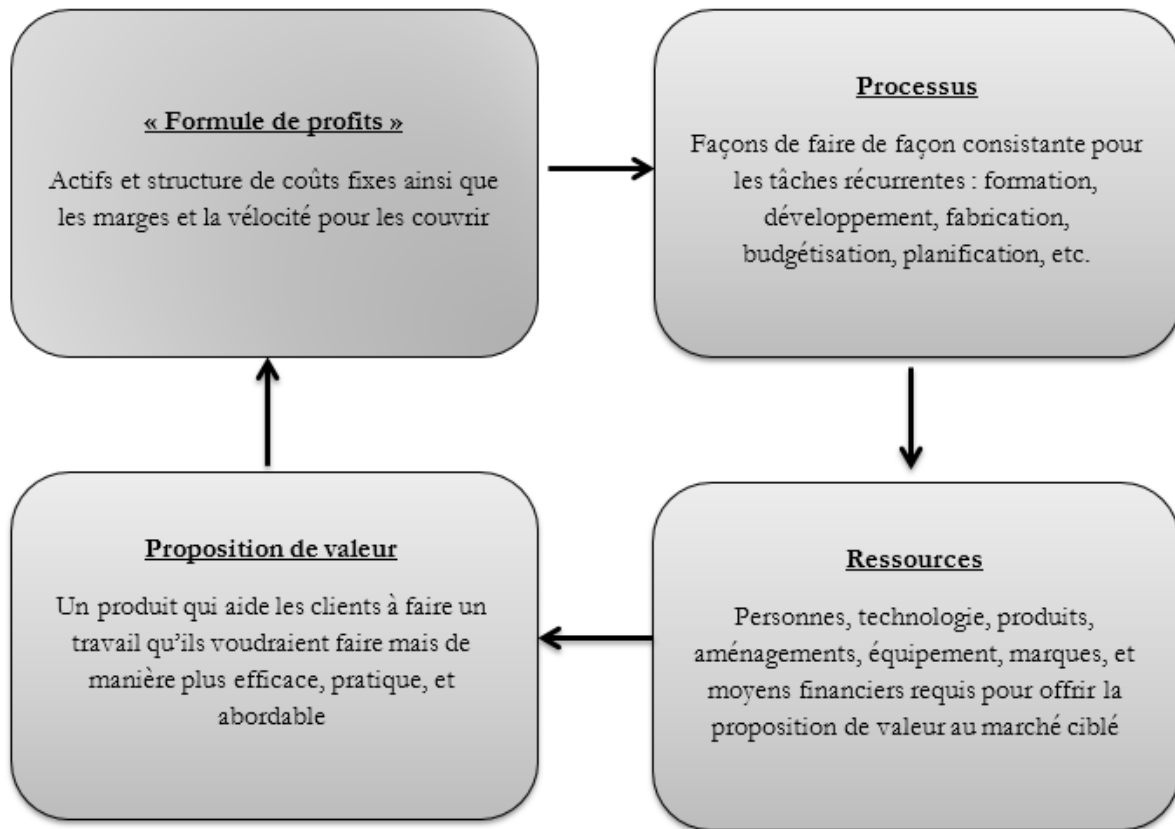 « Formule de profits »
Actifs et structure de coûts fixes ainsi que
les marges et la vélocité pour les couvrir
Processus
Façons de faire de façon consistante pour
les tâches récurrentes : formation,
développement, fabrication,
budgétisation, planification, etc.
Proposition de valeur
Un produit qui aide les clients à faire un
travail qu’ils voudraient faire mais de
manière plus efficace, pratique, et
abordable
Ressources
Personnes, technologie, produits,
aménagements, équipement, marques, et
moyens financiers requis pour offrir la
proposition de valeur au marché ciblé